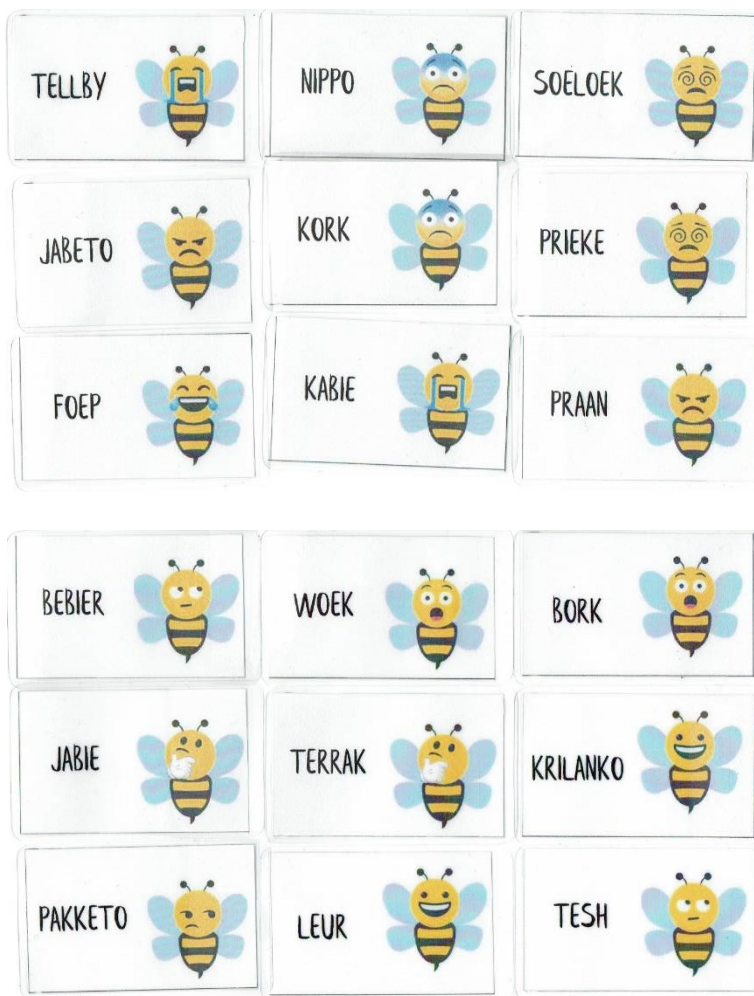 TELLBY
NIPPO
SOELOEK
JABETO
KORK
PRIEKE
FOEP
KABIE
PRAAN
BEBIER
WOEK
BORK
JABIE
TERRAK
KRILANKO
PAKKETO
LEUR
TESH